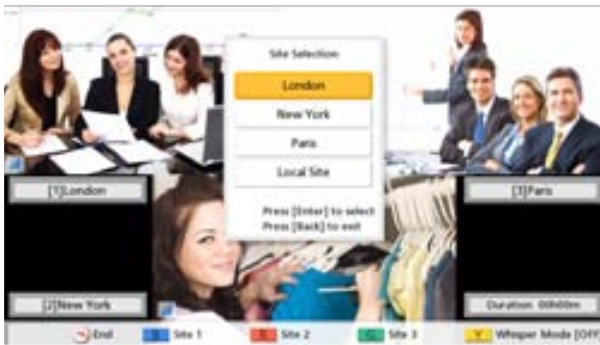 Site Selection
London
New York
Paris
Local Site
Press [Enter] to select
Press [Back] to exit
[1]London
[3]Paris
[2]New York
Duration 00h00m
End
B Site 1
R Site 2
G Site 3
Y Whisper Mode [OFF]